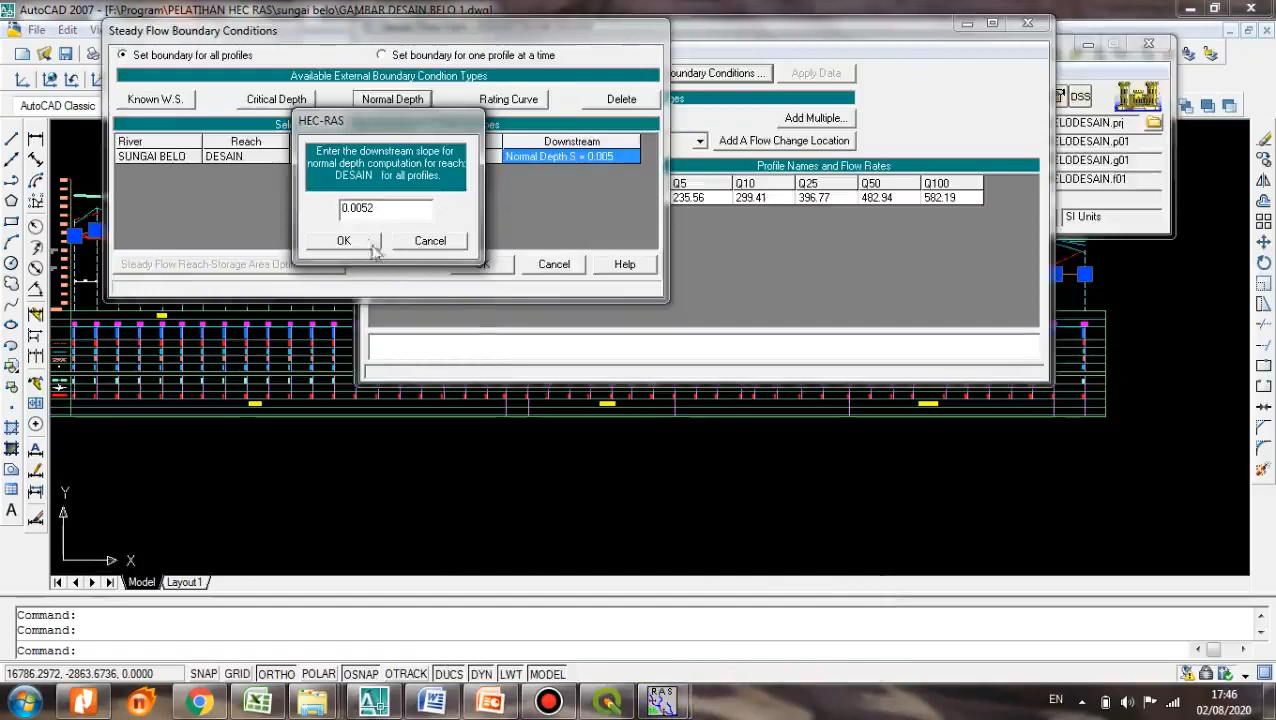 AutoCAD 2007 - [F:\Program\PELATIHAN HEC RAS\sungai belo\GAMBAR DESAIN BELO 1.dwg]
File Edit
AutoCAD Classic
Steady Flow Boundary Conditions
Set boundary for all profiles
Set boundary for one profile at a time
Available External Boundary Condtion Types
Known W.S.
Critical Depth
Normal Depth
Rating Curve
Delete
River Reach Downstream
SUNGAI BELO DESAIN Normal Depth S = 0.005
Steady Flow Reach-Storage Area Opti
Cancel
Help
HEC-RAS
Enter the downstream slope for
normal depth computation for reach:
DESAIN for all profiles.
0.0052
OK
Cancel
oundary Conditions ...
Apply Data
Add Multiple...
Add A Flow Change Location
Profile Names and Flow Rates
Q5 Q10 Q25 Q50 Q100
235.56 299.41 396.77 482.94 582.19
DSS
ELODESAIN.prj
ELODESAIN.p01
ELODESAIN.g01
ELODESAIN.f01
SI Units
Y
X
Model Layout1
Command:
Command:
Command:
16786.2972, -2863.6736, 0.0000
SNAP GRID ORTHO POLAR OSNAP OTRACK DUCS DYN LWT MODEL
RAS
EN
17:46
02/08/2020